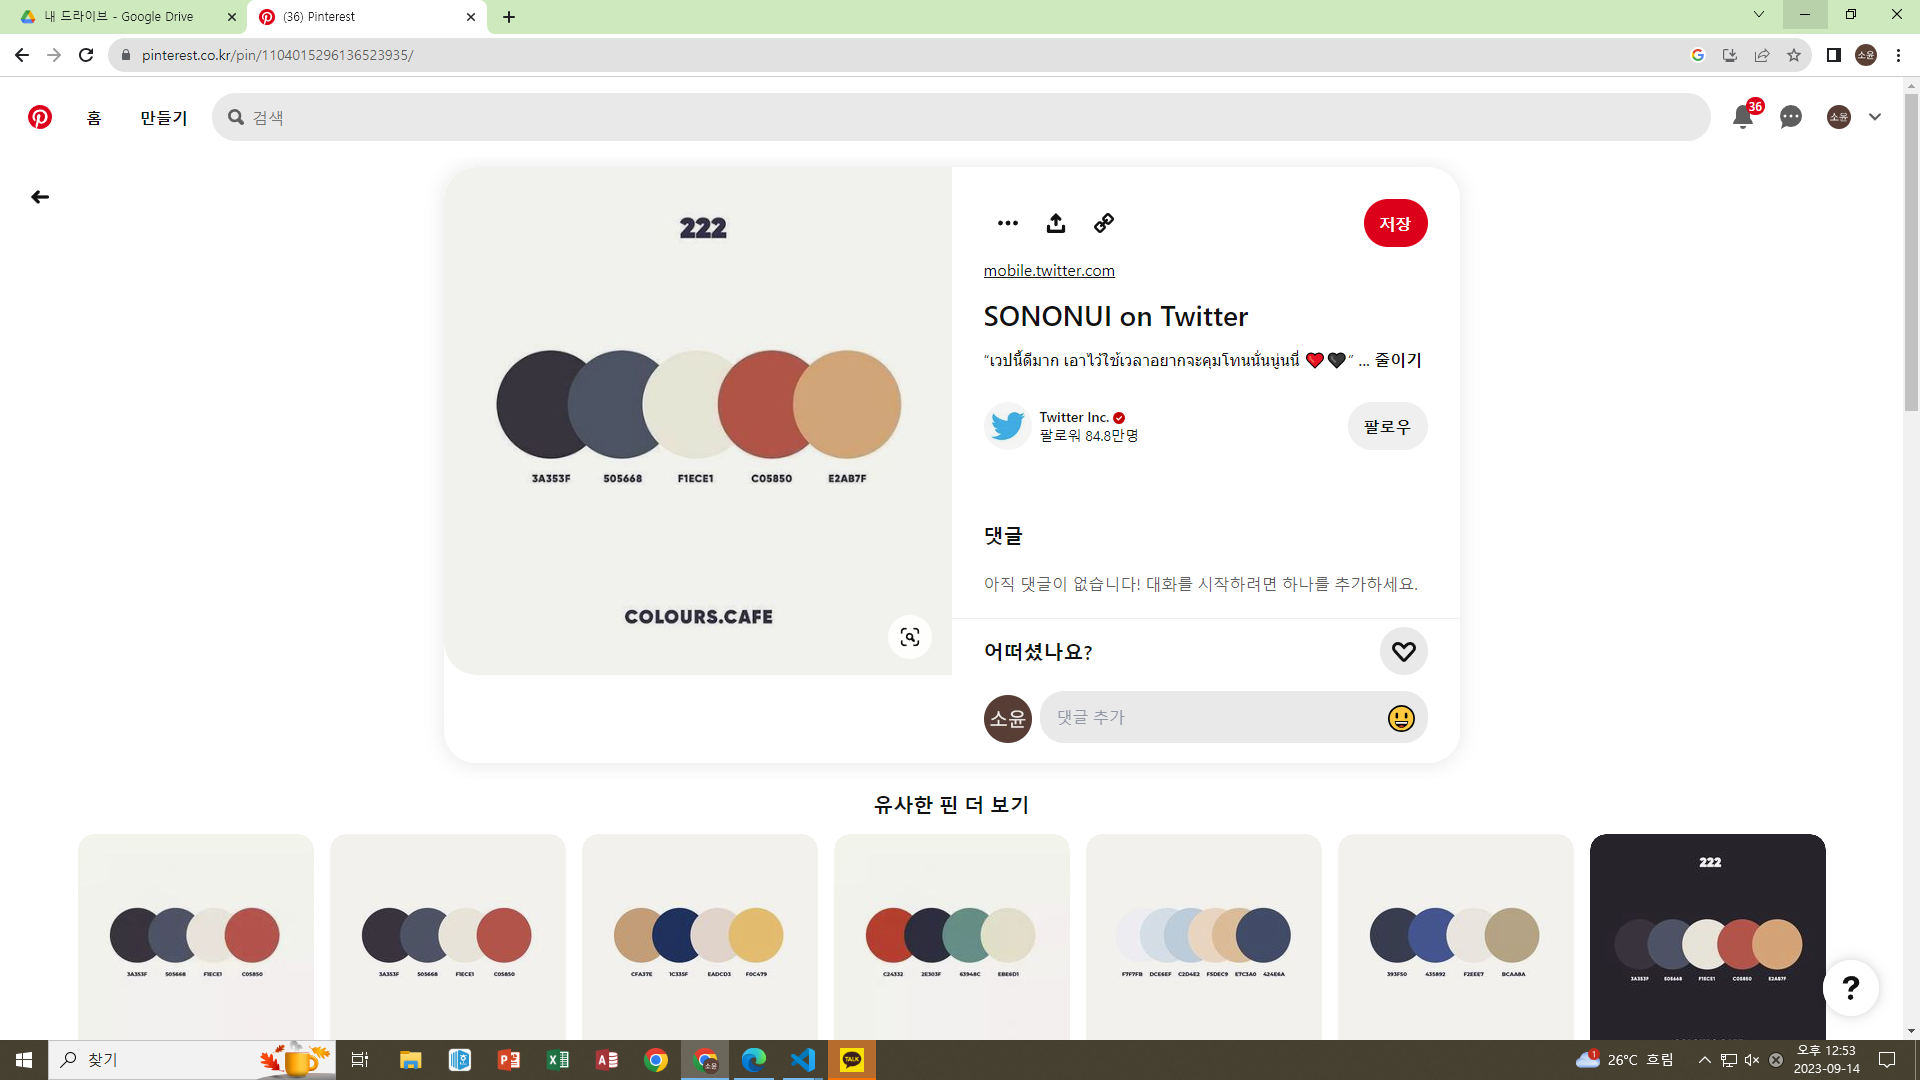 내 드라이브 - Google Drive
(36) Pinterest
pinterest.co.kr/pin/1104015296136523935/
소윤
홈
만들기
검색
36
소윤
222
3A353F 505668 F1ECE1 C05850 E2AB7F
COLOURS.CAFE
저장
mobile.twitter.com
SONONUI on Twitter
“เวปนี้ดีมาก เอาไว้ใช้เวลาอยากจะคุมโทนนั่นนู่นนี่ ❤️🖤” ... 줄이기
Twitter Inc.
팔로워 84.8만명
팔로우
댓글
아직 댓글이 없습니다! 대화를 시작하려면 하나를 추가하세요.
어떠셨나요?
소윤
댓글 추가
유사한 핀 더 보기
3A353F 505668 F1ECE1 C05850
3A353F 505668 F1ECE1 C05850
CFA37E 1C335F EADCD3 F0C479
C24332 2E303F 63948C EBE6D1
F7F7FB DCE6EF C2D4E2 F5DEC9 E7C3A0 424E6A
393F50 435892 F2EEE7 BCAA8A
222
3A353F 505668 F1ECE1 C05850 E2AB7F
?
찾기
소윤
TALK
1
26°C 흐림
오후 12:53
2023-09-14